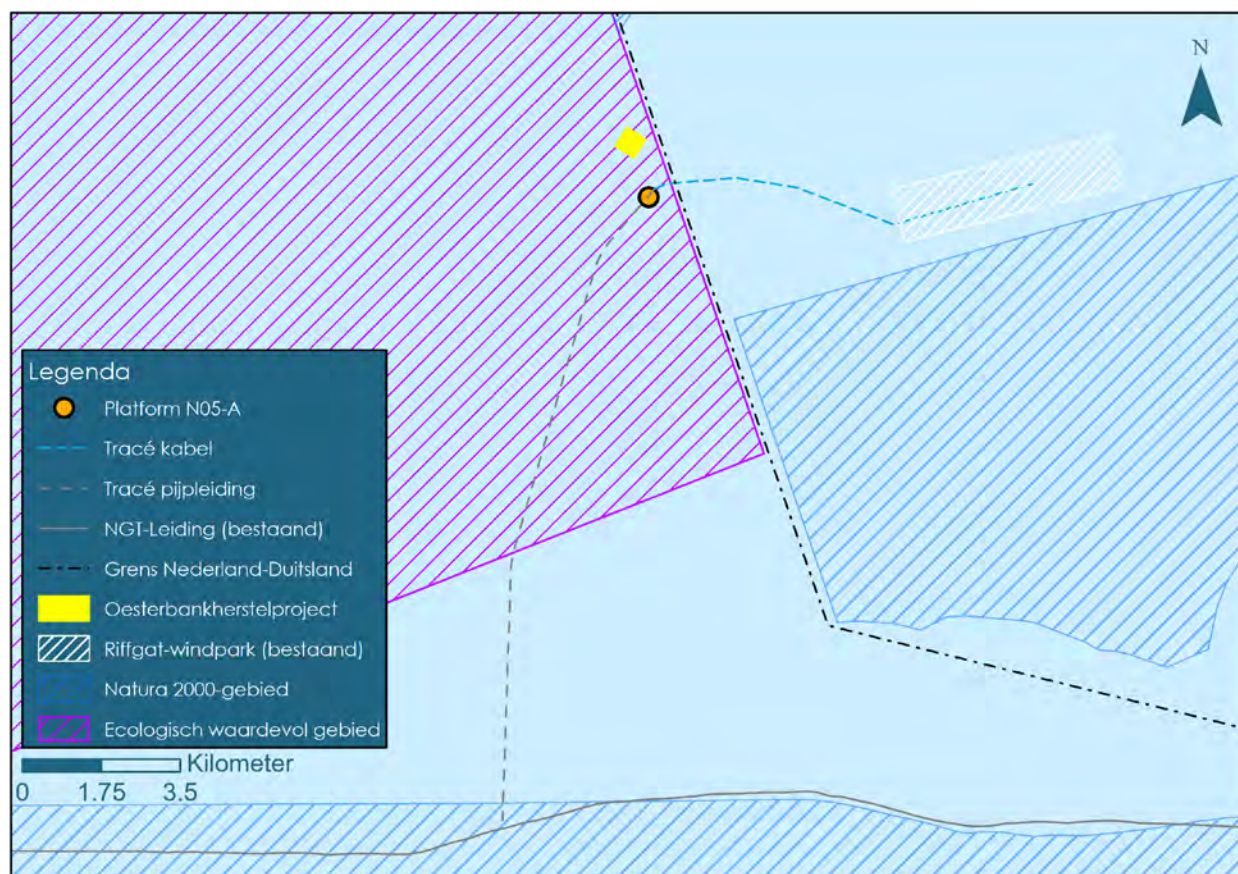 N
Legenda
Platform N05-A
Tracé kabel
Tracé pijpleiding
NGT-Leiding (bestaand)
Grens Nederland-Duitsland
Oesterbankherstelproject
Riffgat-windpark (bestaand)
Natura 2000-gebied
Ecologisch waardevol gebied
Kilometer
0 1.75 3.5